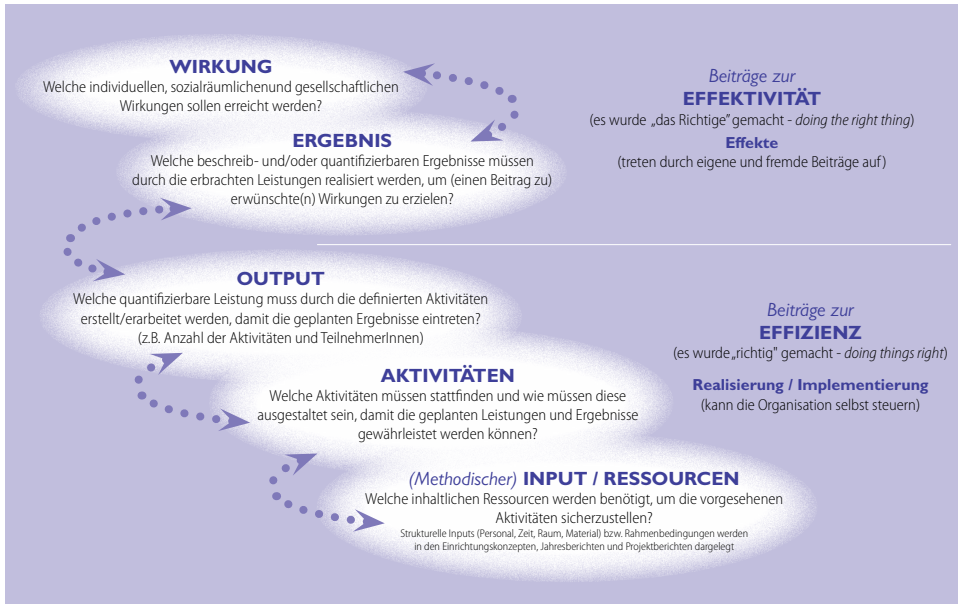 WIRKUNG
Welche individuellen, sozialräumlichenund gesellschaftlichen
Wirkungen sollen erreicht werden?
ERGEBNIS
Welche beschreib- und/oder quantifizierbaren Ergebnisse müssen
durch die erbrachten Leistungen realisiert werden, um (einen Beitrag zu)
erwünschte(n) Wirkungen zu erzielen?
Beiträge zur
EFFEKTIVITÄT
(es wurde „das Richtige“ gemacht - doing the right thing)
Effekte
(treten durch eigene und fremde Beiträge auf)
OUTPUT
Welche quantifizierbare Leistung muss durch die definierten Aktivitäten
erstellt/erarbeitet werden, damit die geplanten Ergebnisse eintreten?
(z.B. Anzahl der Aktivitäten und TeilnehmerInnen)
AKTIVITÄTEN
Welche Aktivitäten müssen stattfinden und wie müssen diese
ausgestaltet sein, damit die geplanten Leistungen und Ergebnisse
gewährleistet werden können?
Beiträge zur
EFFIZIENZ
(es wurde „richtig" gemacht - doing things right)
Realisierung / Implementierung
(kann die Organisation selbst steuern)
(Methodischer) INPUT / RESSOURCEN
Welche inhaltlichen Ressourcen werden benötigt, um die vorgesehenen
Aktivitäten sicherzustellen?
Strukturelle Inputs (Personal, Zeit, Raum, Material) bzw. Rahmenbedingungen werden
in den Einrichtungskonzepten, Jahresberichten und Projektberichten dargelegt